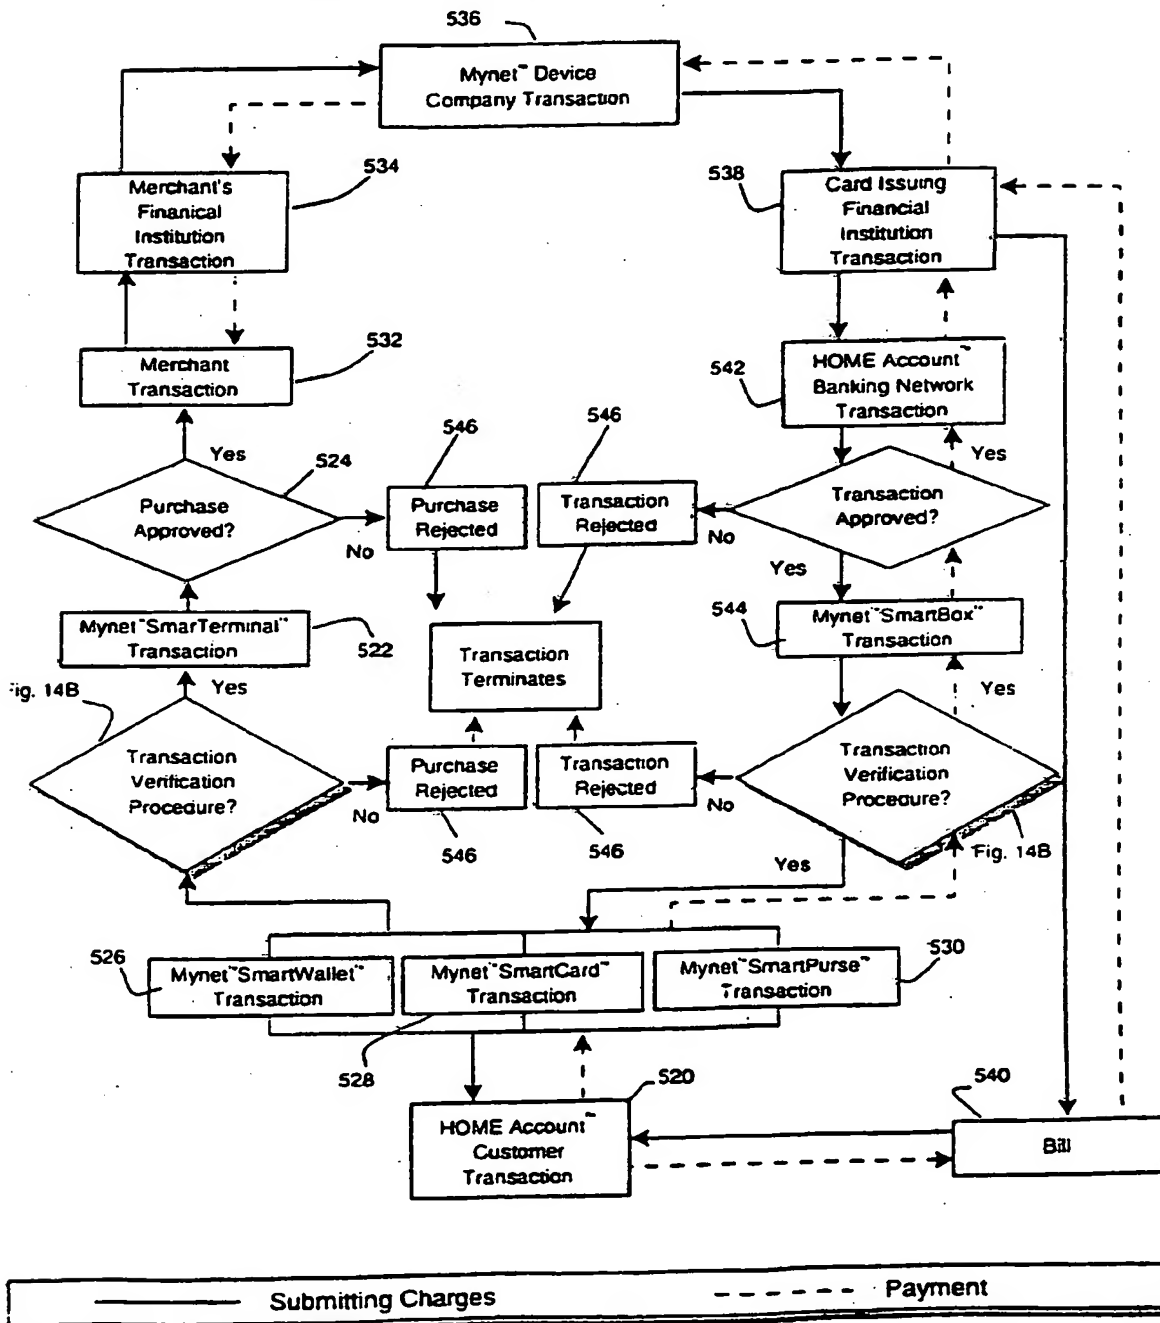 536
Mynet™ Device
Company Transaction
534
Merchant's
Finanical
Institution
Transaction
538
Card Issuing
Financial
Institution
Transaction
532
Merchant
Transaction
542
HOME Account™
Banking Network
Transaction
Yes
524
546
546
Yes
Purchase
Approved?
No
Purchase
Rejected
Transaction
Rejected
No
Transaction
Approved?
Yes
Mynet™SmarTerminal™
Transaction
522
Transaction
Terminates
544
Mynet™SmartBox™
Transaction
Fig. 14B
Yes
Yes
Transaction
Verification
Procedure?
No
Purchase
Rejected
Transaction
Rejected
No
Transaction
Verification
Procedure?
546
546
Yes
Fig. 14B
526
Mynet™SmartWallet™
Transaction
Mynet™SmartCard™
Transaction
Mynet™SmartPurse™
Transaction
530
528
520
540
HOME Account™
Customer
Transaction
Bill
Submitting Charges
Payment